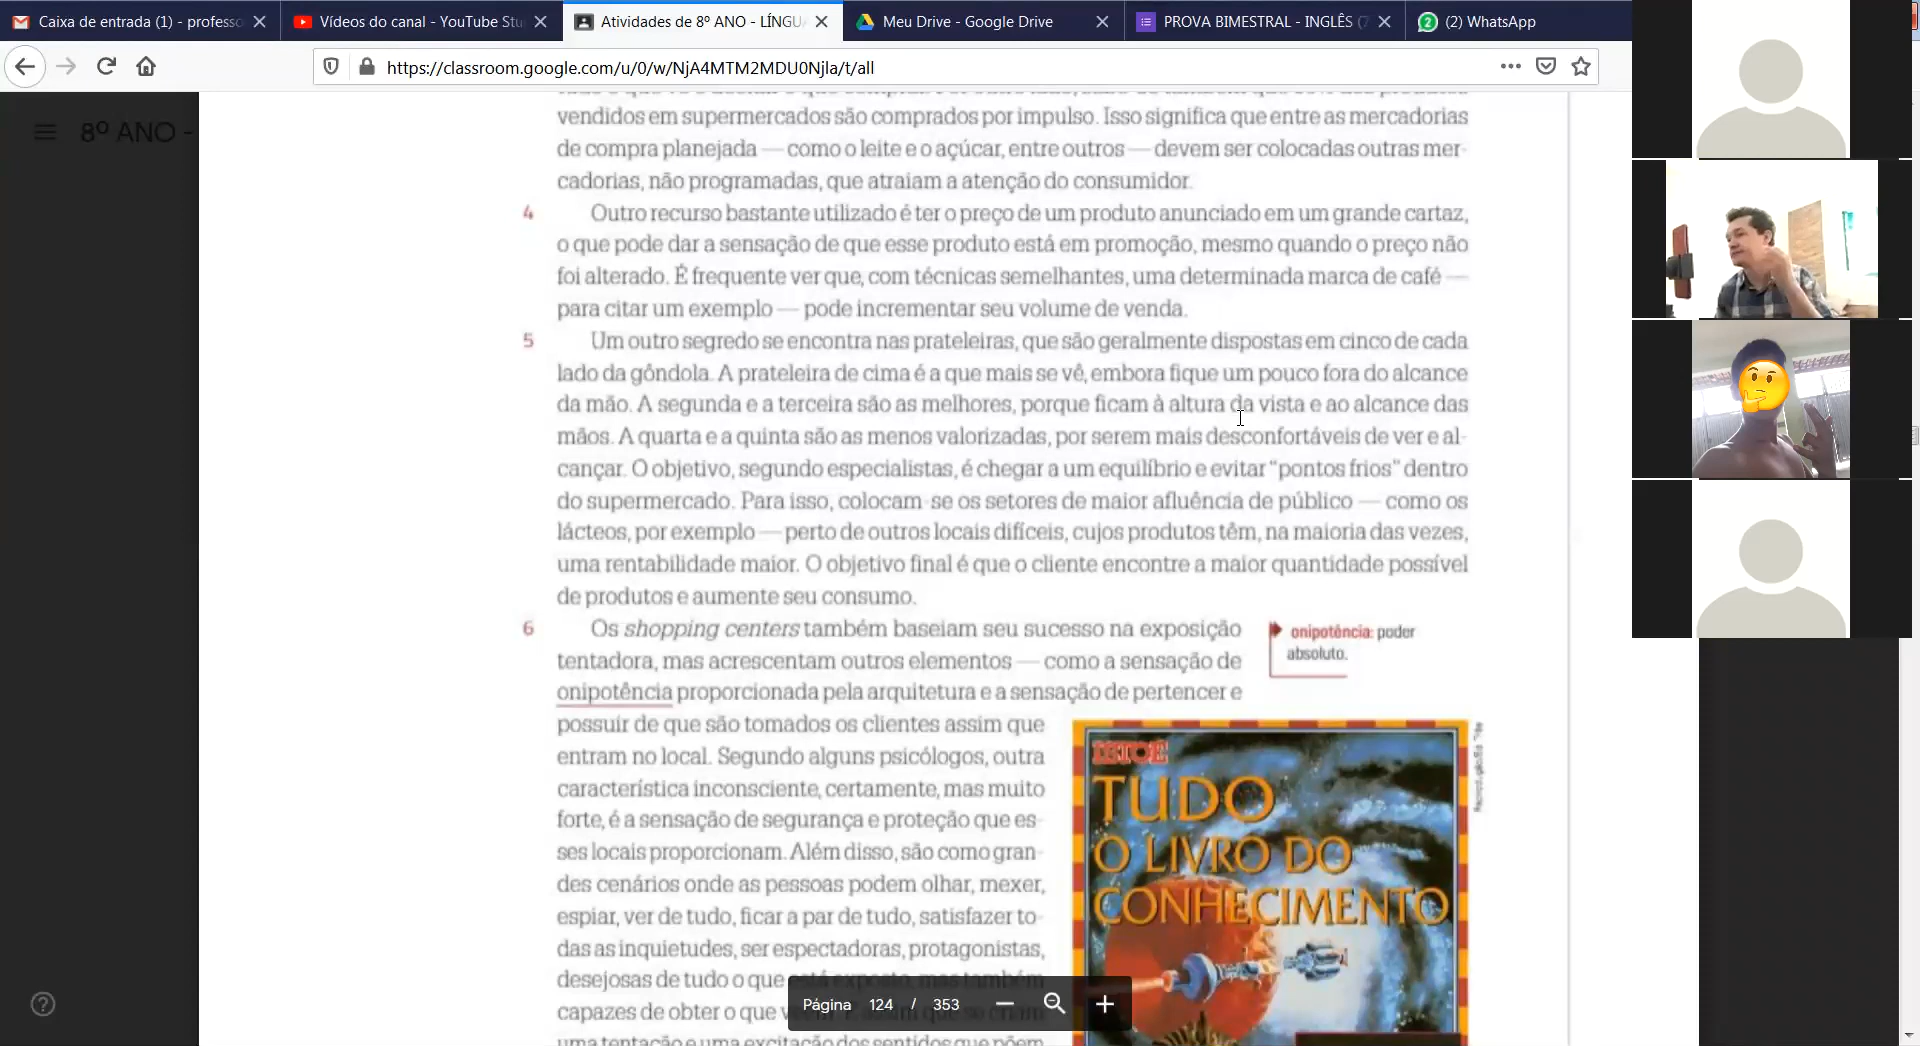 Caixa de entrada (1) - professo
Vídeos do canal - YouTube Stu
Atividades de 8º ANO - LÍNGU
Meu Drive - Google Drive
PROVA BIMESTRAL - INGLÊS (7
(2) WhatsApp
https://classroom.google.com/u/0/w/NjA4MTM2MDU0Njla/t/all
8º ANO -
vendidos em supermercados são comprados por impulso. Isso significa que entre as mercadorias
de compra planejada — como o leite e o açúcar, entre outros — devem ser colocadas outras mer-
cadorias, não programadas, que atraiam a atenção do consumidor.
4 Outro recurso bastante utilizado é ter o preço de um produto anunciado em um grande cartaz,
o que pode dar a sensação de que esse produto está em promoção, mesmo quando o preço não
foi alterado. É frequente ver que, com técnicas semelhantes, uma determinada marca de café —
para citar um exemplo — pode incrementar seu volume de venda.
5 Um outro segredo se encontra nas prateleiras, que são geralmente dispostas em cinco de cada
lado da gôndola. A prateleira de cima é a que mais se vê, embora fique um pouco fora do alcance
da mão. A segunda e a terceira são as melhores, porque ficam à altura da vista e ao alcance das
mãos. A quarta e a quinta são as menos valorizadas, por serem mais desconfortáveis de ver e al-
cançar. O objetivo, segundo especialistas, é chegar a um equilíbrio e evitar “pontos frios” dentro
do supermercado. Para isso, colocam-se os setores de maior afluência de público — como os
lácteos, por exemplo — perto de outros locais difíceis, cujos produtos têm, na maioria das vezes,
uma rentabilidade maior. O objetivo final é que o cliente encontre a maior quantidade possível
de produtos e aumente seu consumo.
6 Os shopping centers também baseiam seu sucesso na exposição
tentadora, mas acrescentam outros elementos — como a sensação de
onipotência proporcionada pela arquitetura e a sensação de pertencer e
possuir de que são tomados os clientes assim que
entram no local. Segundo alguns psicólogos, outra
característica inconsciente, certamente, mas muito
forte, é a sensação de segurança e proteção que es-
ses locais proporcionam. Além disso, são como gran-
des cenários onde as pessoas podem olhar, mexer,
espiar, ver de tudo, ficar a par de tudo, satisfazer to-
das as inquietudes, ser espectadoras, protagonistas,
desejosas de tudo o que está exposto, mas também
capazes de obter o que
uma tentação e uma excitação dos sentidos que põem
onipotência: poder
absoluto.
ISTOÉ
TUDO
O LIVRO DO
CONHECIMENTO
Página 124 / 353